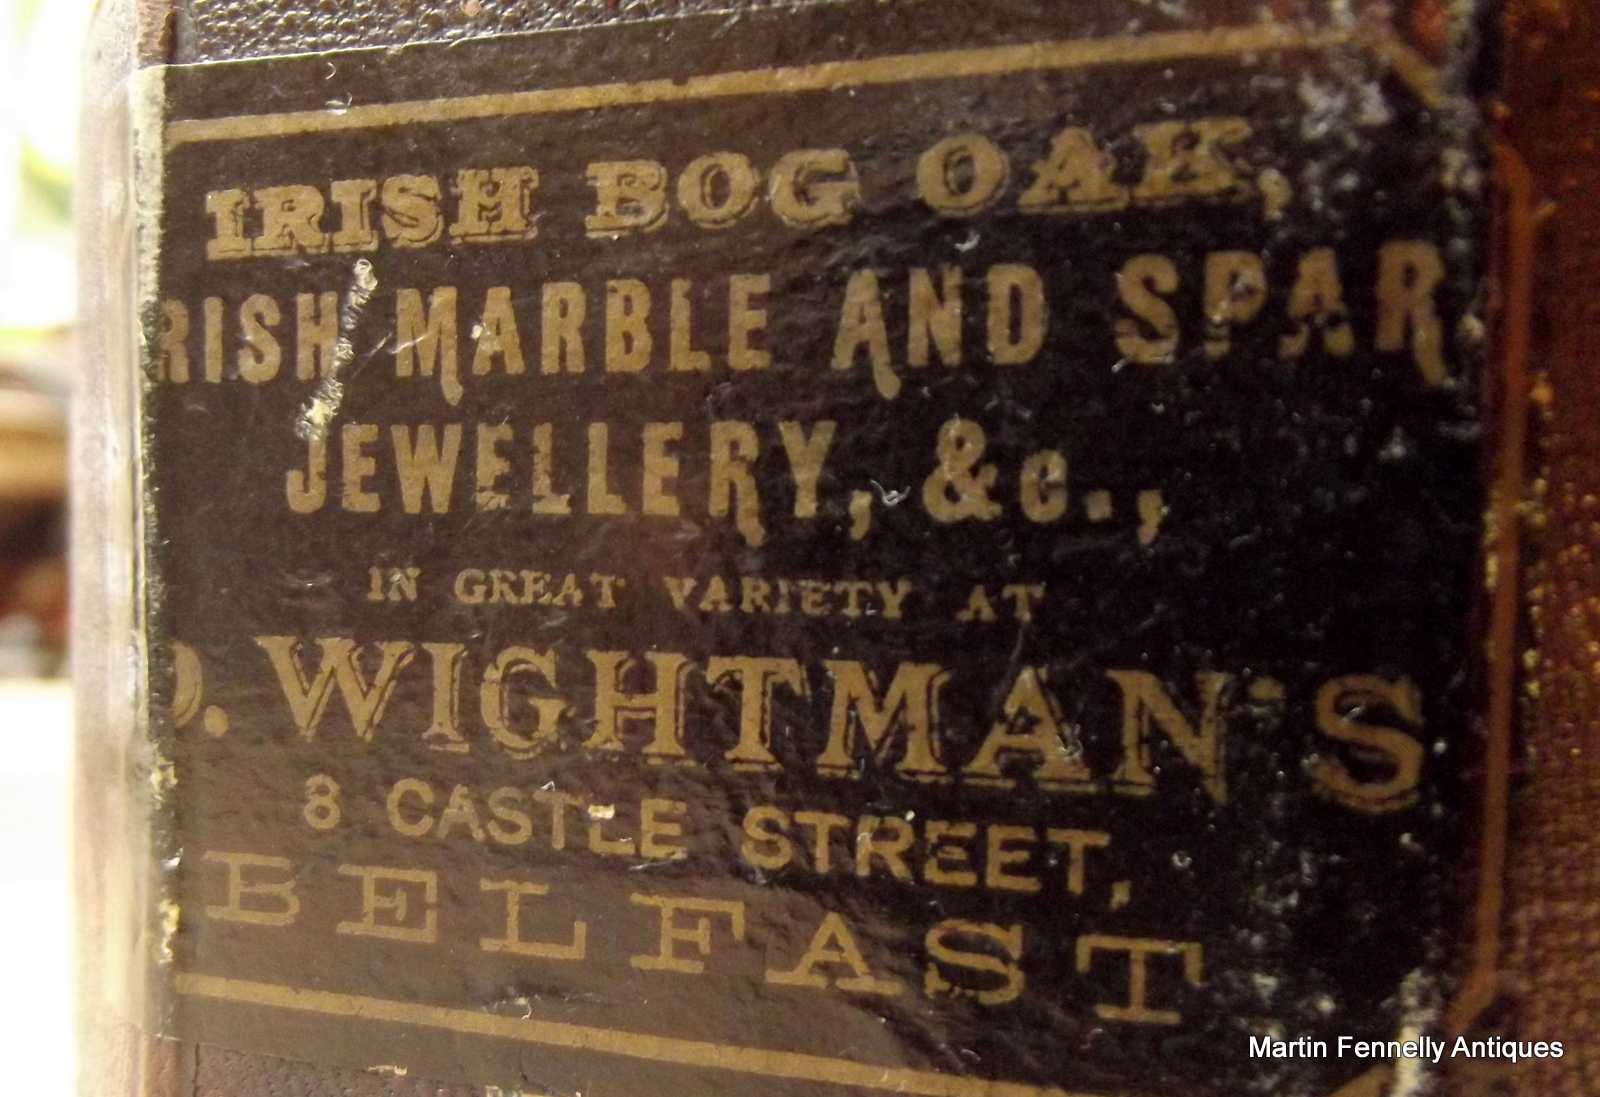 IRISH BOG OAK,
RISH MARBLE AND SPAR
JEWELLERY, &c.,
IN GREAT VARIETY AT
D. WIGHTMAN'S
8 CASTLE STREET,
BELFAST
Martin Fennelly Antiques